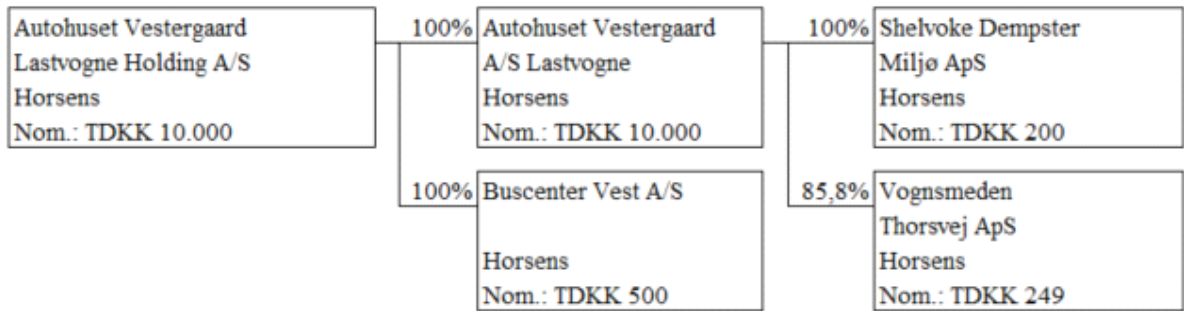 Autohuset Vestergaard
Lastvogne Holding A/S
Horsens
Nom.: TDKK 10.000
100%
Autohuset Vestergaard
A/S Lastvogne
Horsens
Nom.: TDKK 10.000
100%
Shelvoke Dempster
Miljø ApS
Horsens
Nom.: TDKK 200
100%
Buscenter Vest A/S
Horsens
Nom.: TDKK 500
85,8%
Vognsmeden
Thorsvej ApS
Horsens
Nom.: TDKK 249